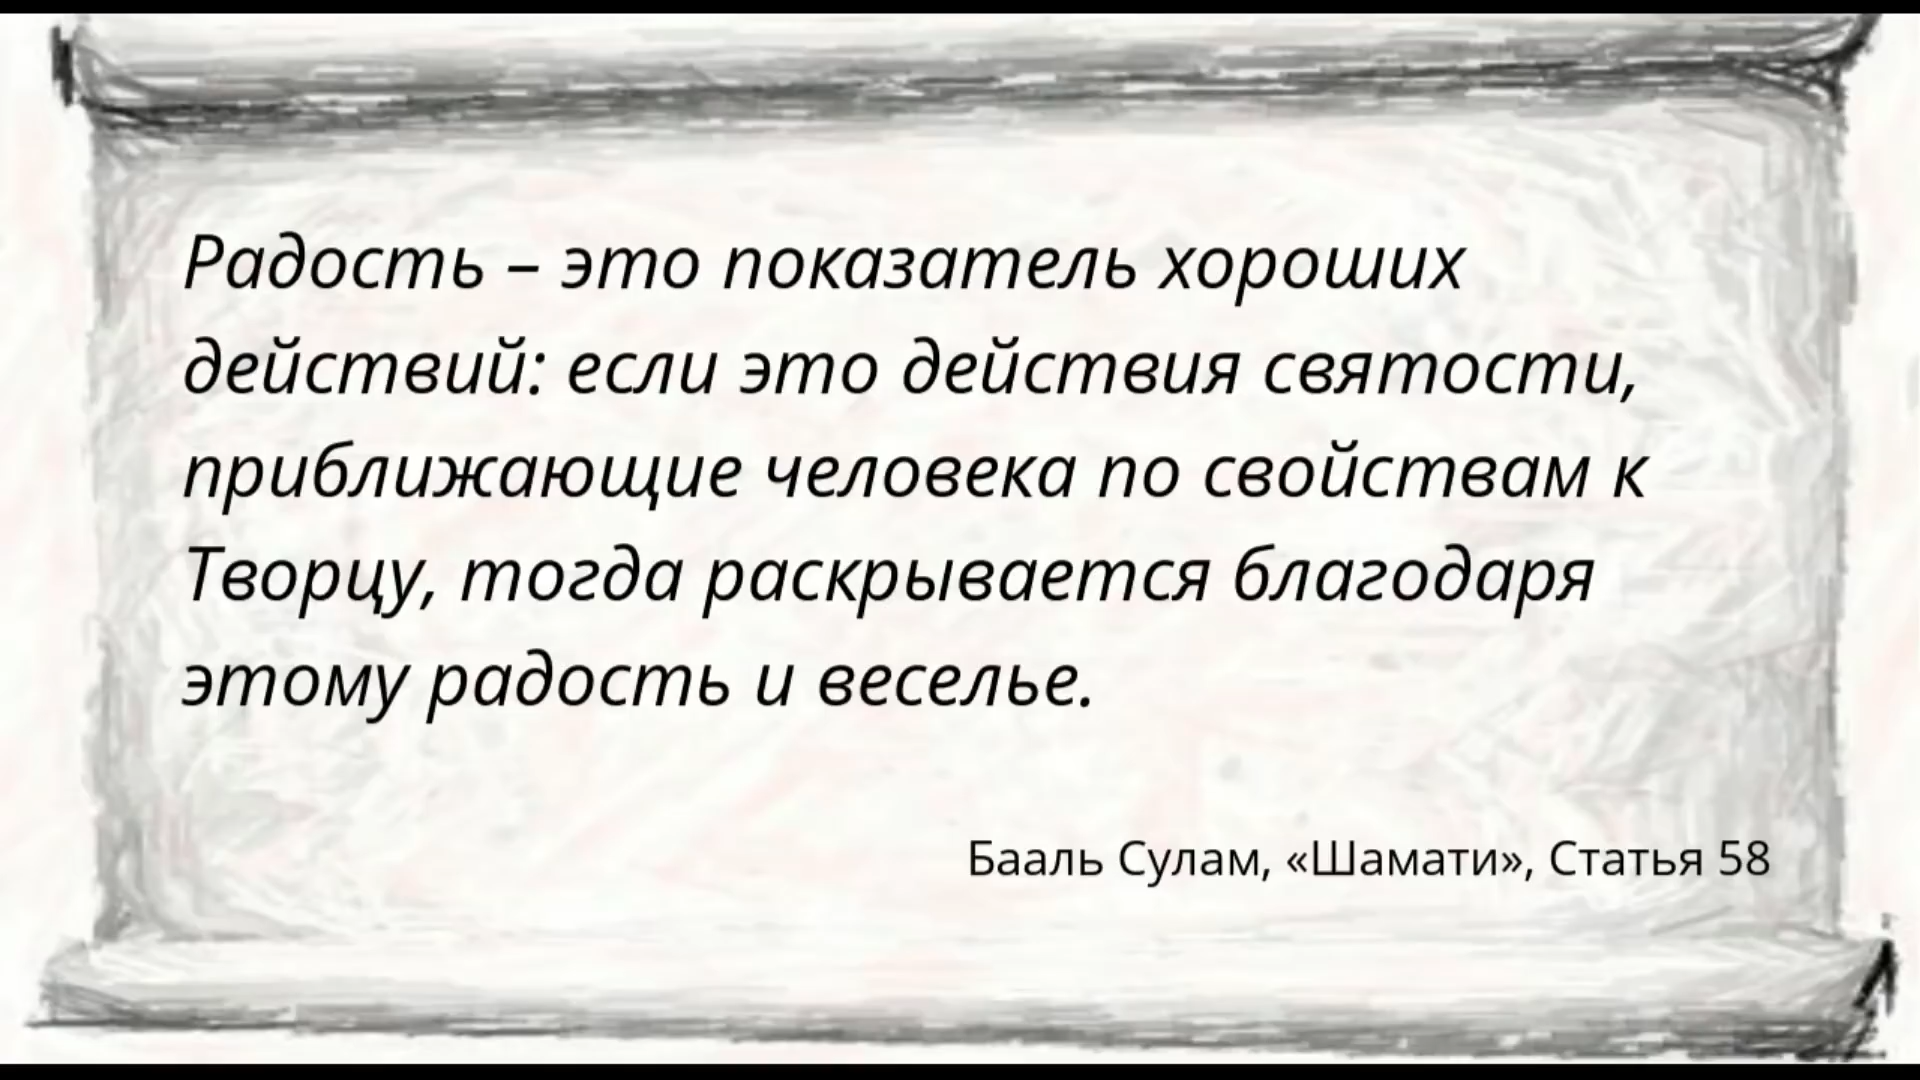 Радость – это показатель хороших
действий: если это действия святости,
приближающие человека по свойствам к
Творцу, тогда раскрывается благодаря
этому радость и веселье.
Бааль Сулам, «Шамати», Статья 58